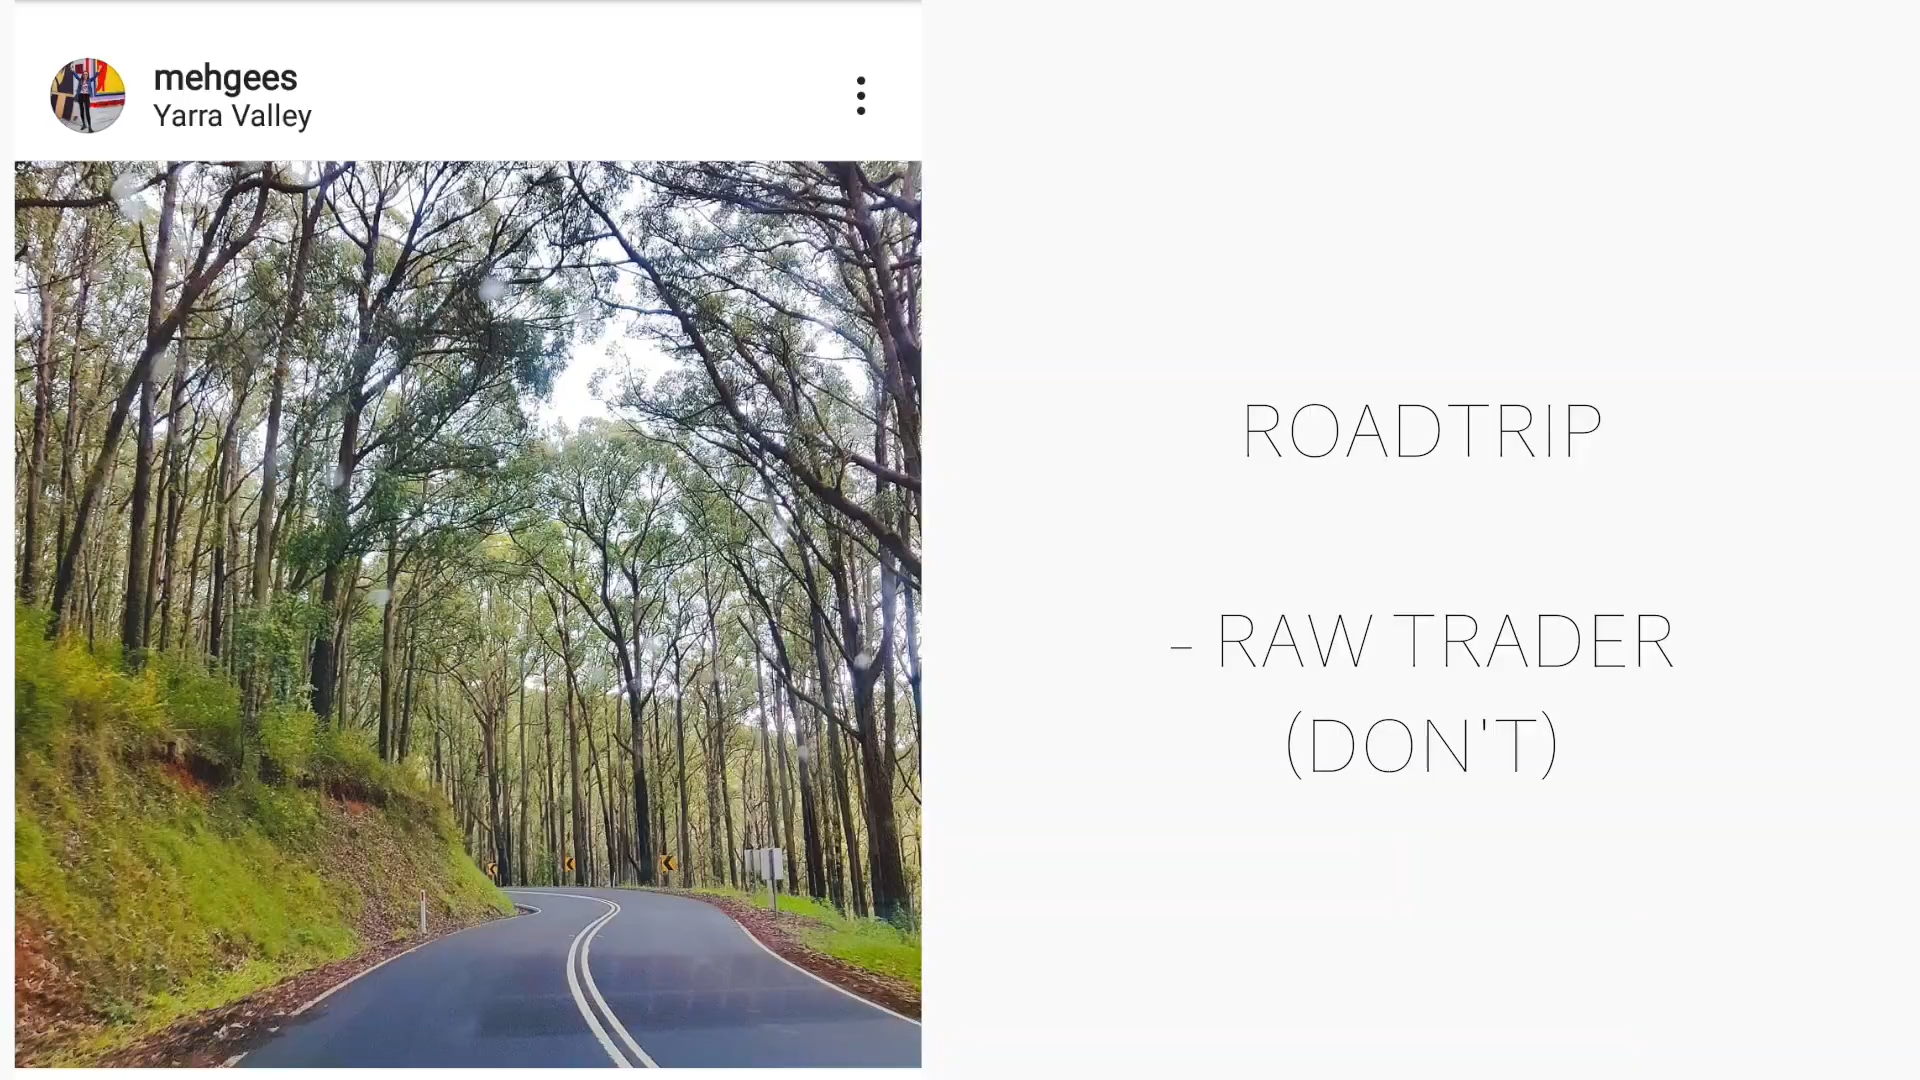 mehgees
Yarra Valley
ROADTRIP
- RAW TRADER
(DON'T)